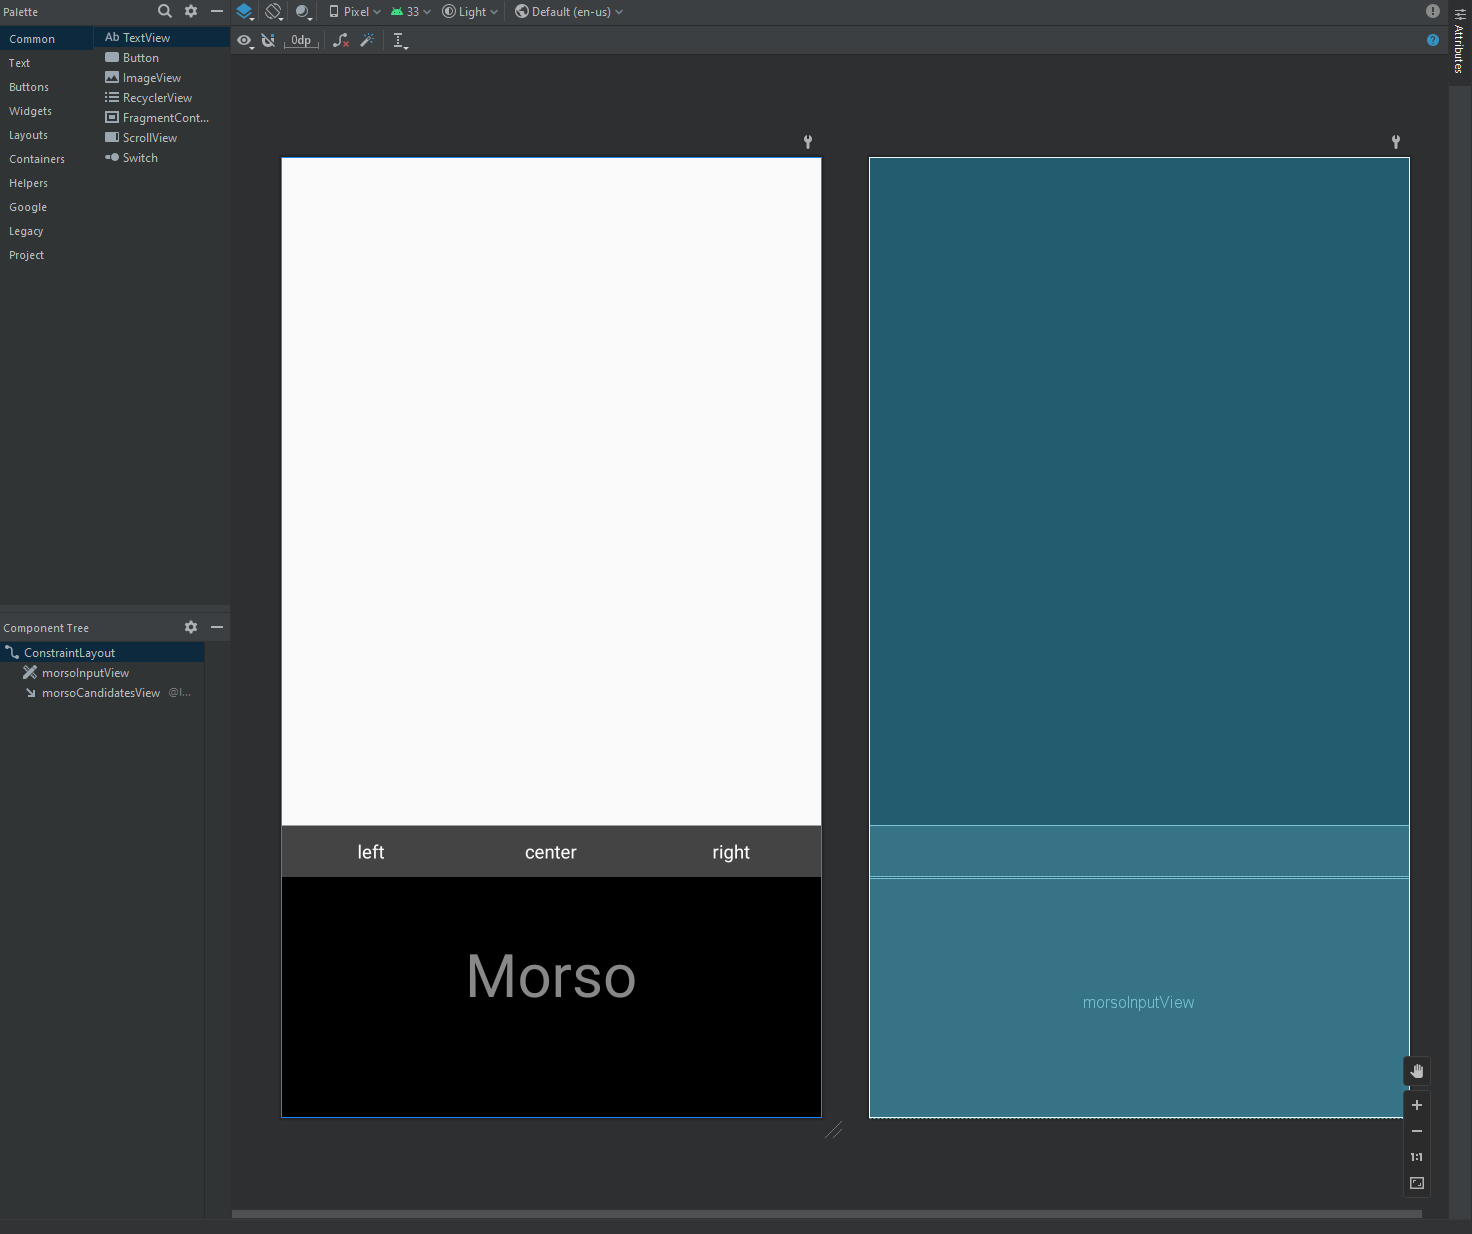 Palette
Pixel
33
Light
Default (en-us)
Attributes
0dp
Common
Text
Buttons
Widgets
Layouts
Containers
Helpers
Google
Legacy
Project
Ab TextView
Button
ImageView
RecyclerView
FragmentCont...
ScrollView
Switch
Component Tree
ConstraintLayout
morsoInputView
morsoCandidatesView @l...
left center right
Morso
morsoInputView
1:1